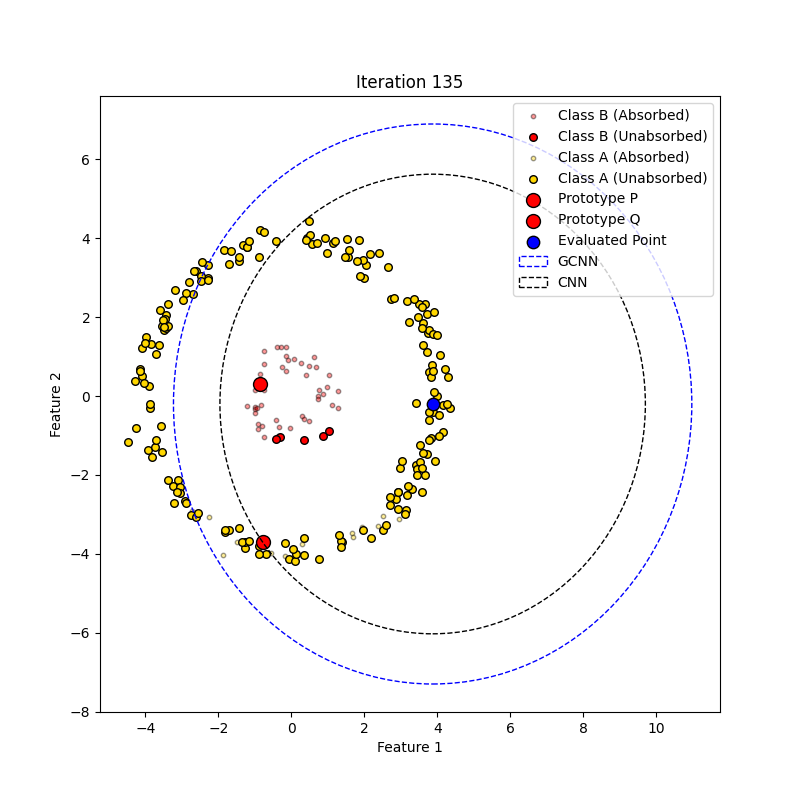 Iteration 135
Class B (Absorbed)
Class B (Unabsorbed)
Class A (Absorbed)
Class A (Unabsorbed)
Prototype P
Prototype Q
Evaluated Point
GCNN
CNN
6
4
2
0
−2
−4
−6
−8
Feature 2
−4 −2 0 2 4 6 8 10
Feature 1